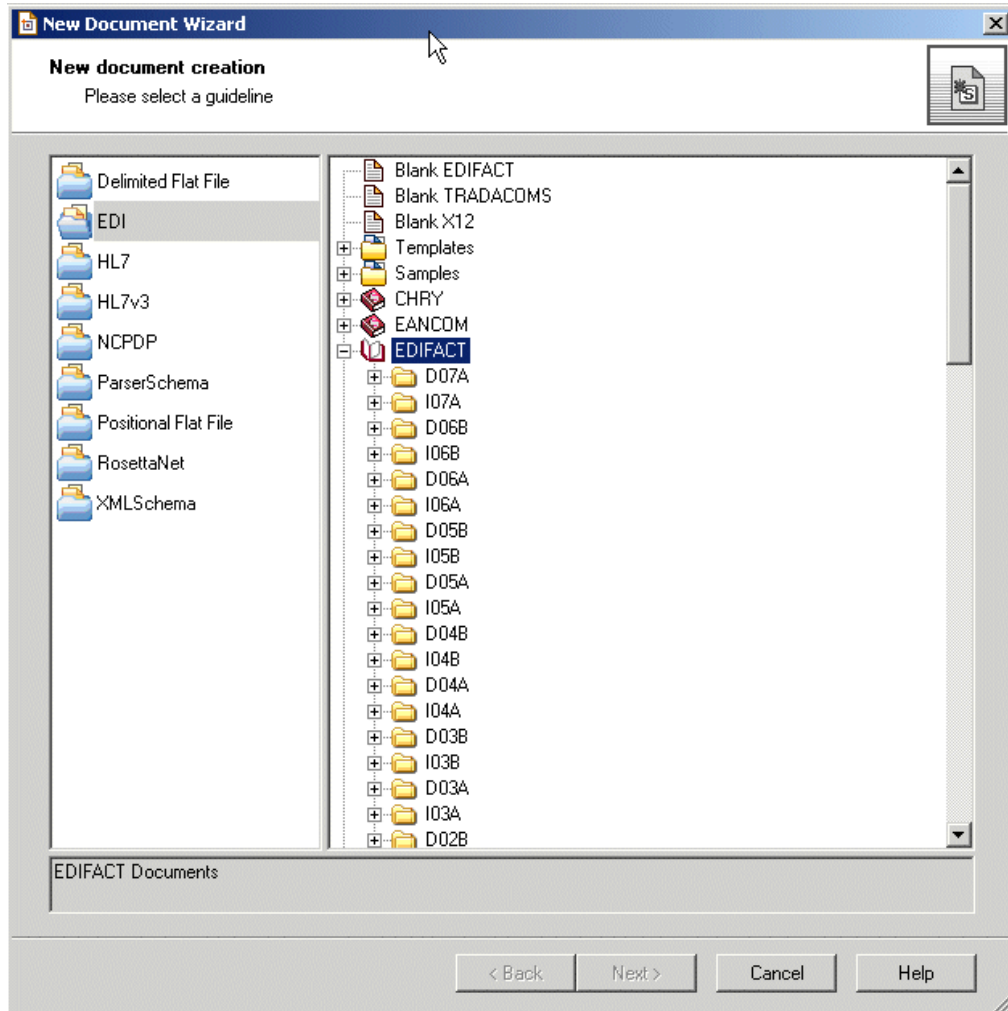 New Document Wizard
New document creation
Please select a guideline
Delimited Flat File
EDI
HL7
HL7v3
NCPDP
ParserSchema
Positional Flat File
RosettaNet
XMLSchema
Blank EDIFACT
Blank TRADACOMS
Blank X12
Templates
Samples
CHRY
EANCOM
EDIFACT
D07A
I07A
D06B
I06B
D06A
I06A
D05B
I05B
D05A
I05A
D04B
I04B
D04A
I04A
D03B
I03B
D03A
I03A
D02B
EDIFACT Documents
< Back
Next >
Cancel
Help